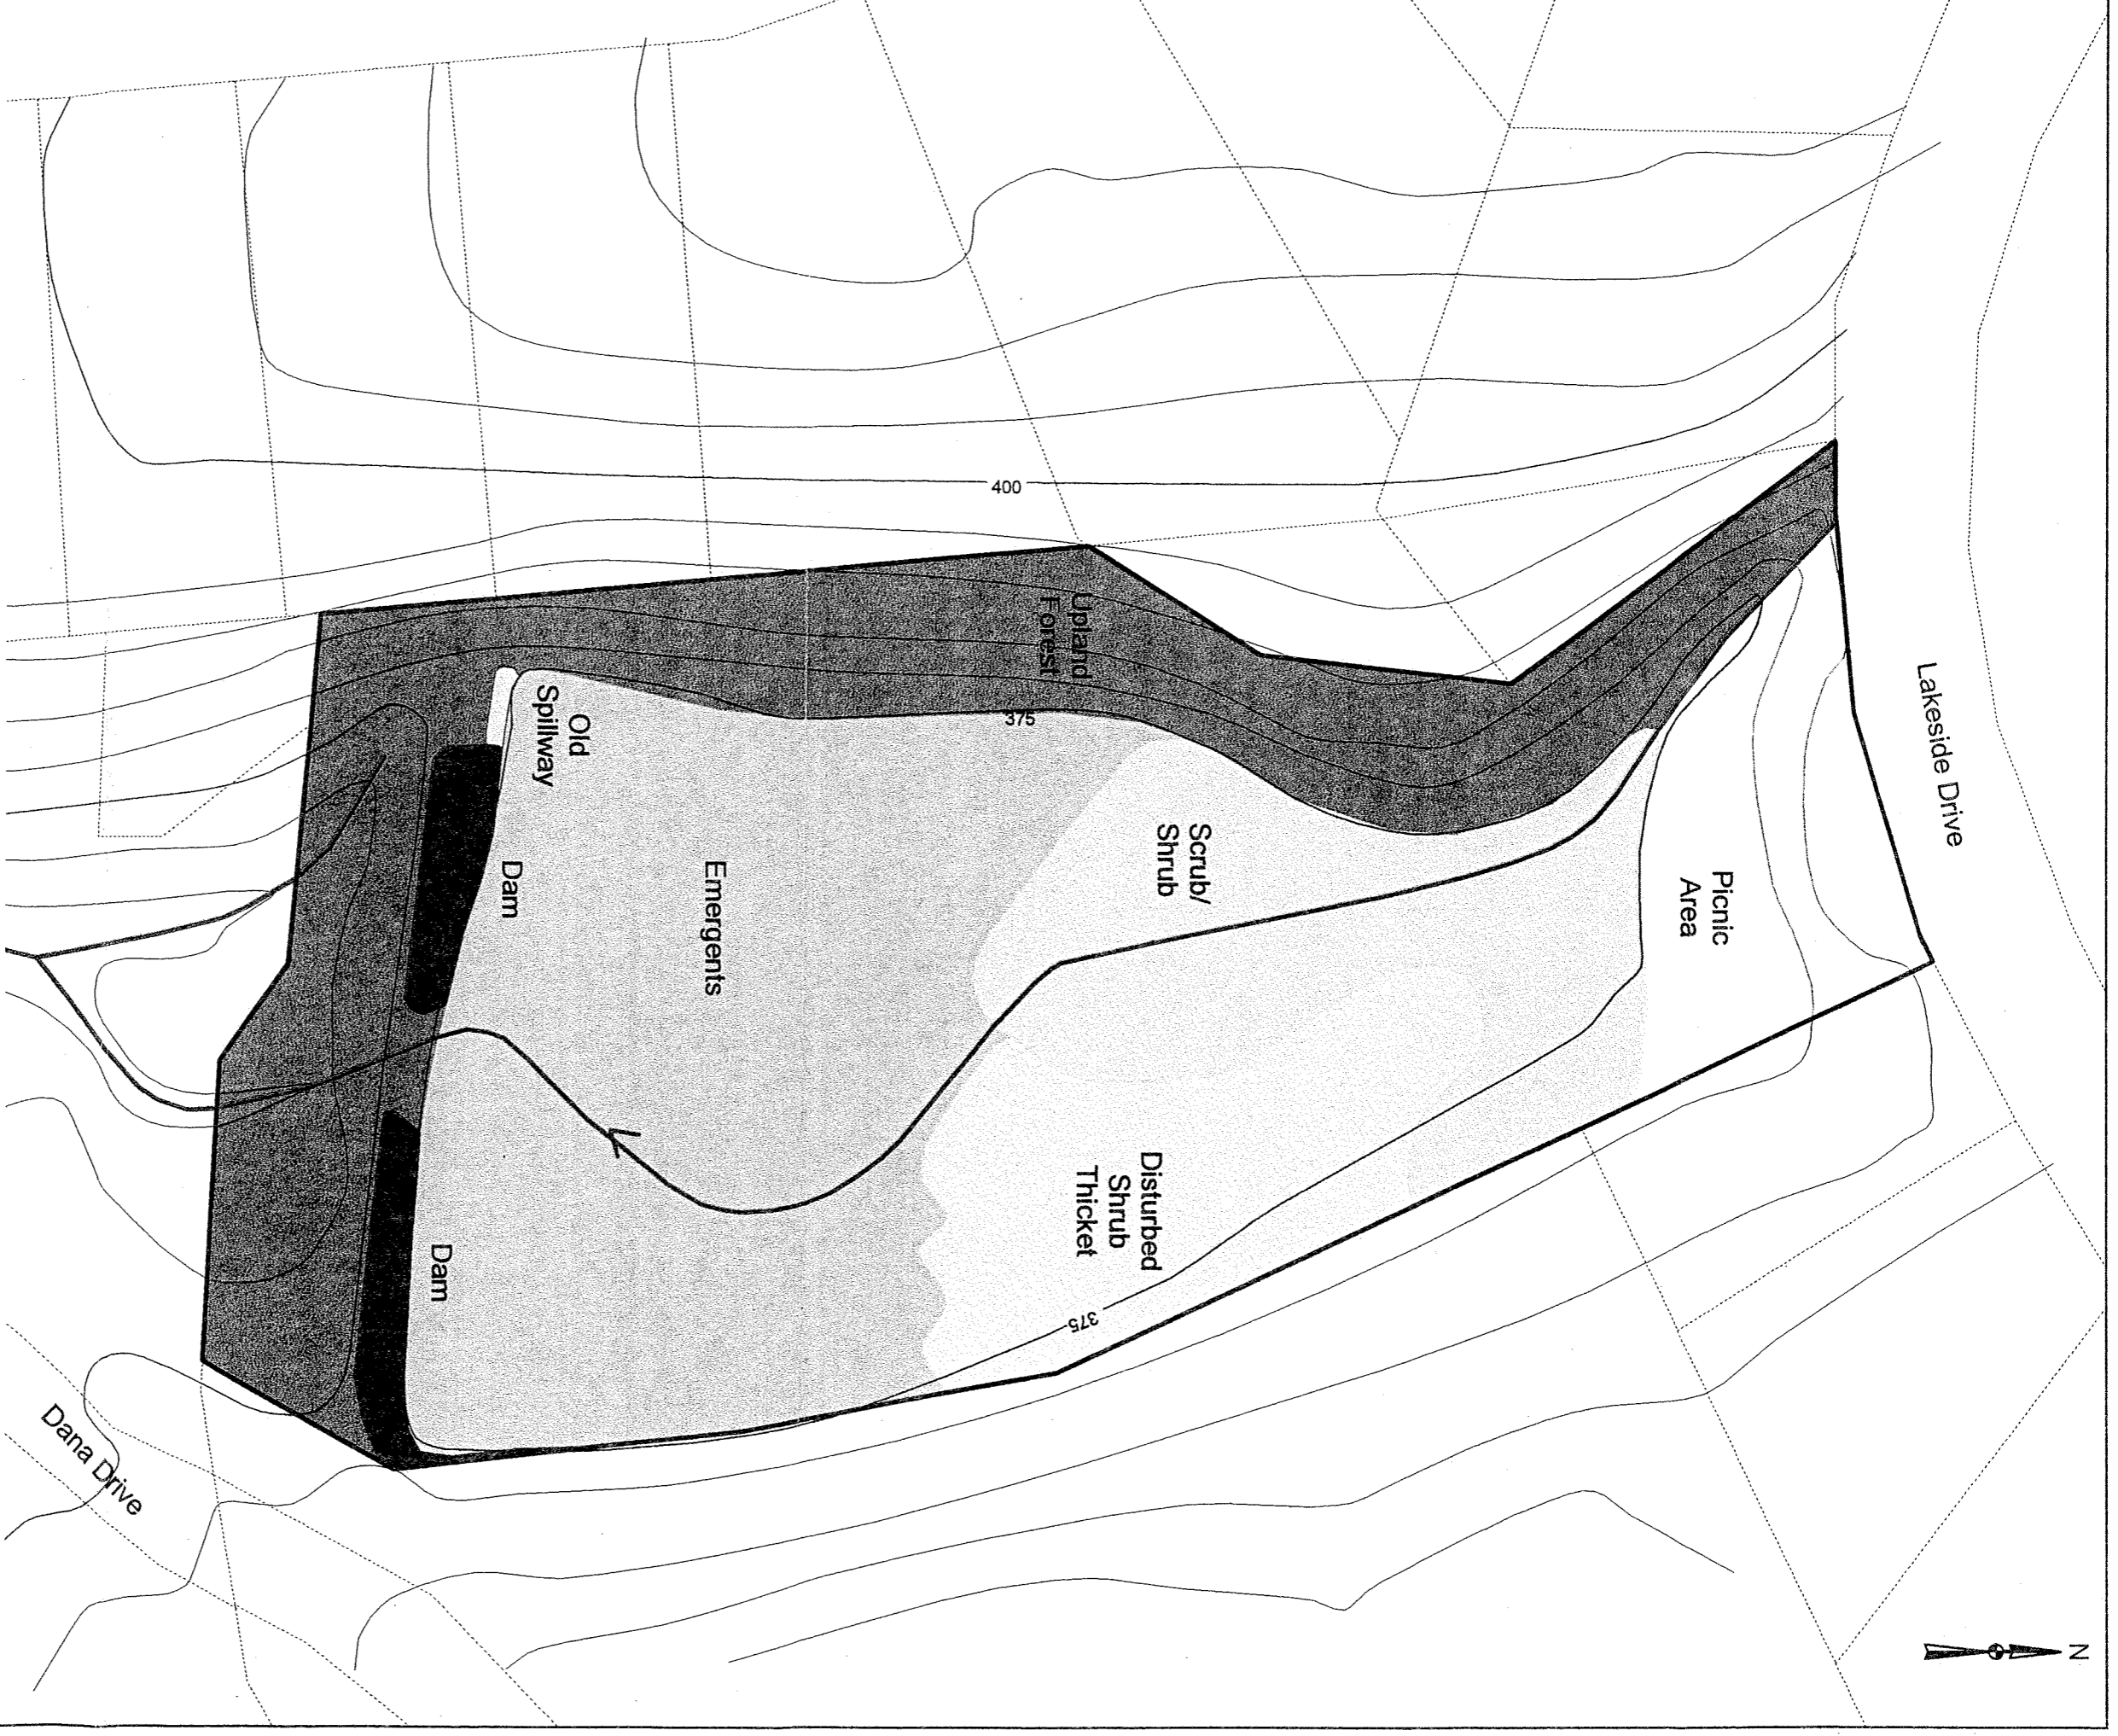 Lakeside Drive
Picnic
Area
Upland
Forest
400
375
Scrub/
Shrub
Old
Spillway
Dam
Emergents
Disturbed
Shrub
Thicket
375
Dam
Dana Drive
N